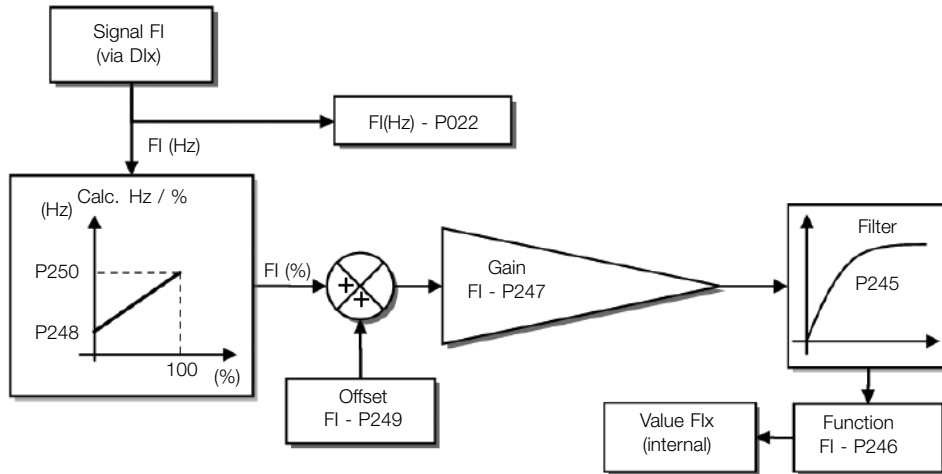 Signal FI
(via DIx)
FI(Hz) - P022
FI (Hz)
Calc. Hz / %
(Hz)
P250
P248
100
(%)
FI (%)
+
+
Offset
FI - P249
Gain
FI - P247
Filter
P245
Function
FI - P246
Value FIx
(internal)